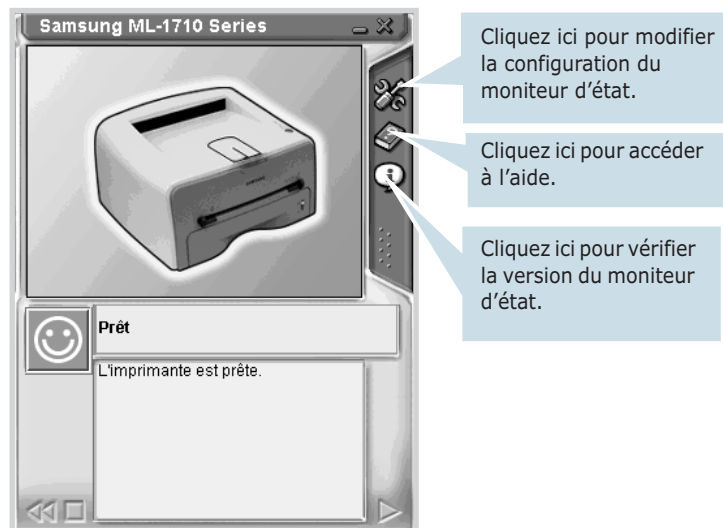 Samsung ML-1710 Series
Cliquez ici pour modifier
la configuration du
moniteur d’état.
Cliquez ici pour accéder
à l’aide.
Cliquez ici pour vérifier
la version du moniteur
d’état.
Prêt
L'imprimante est prête.